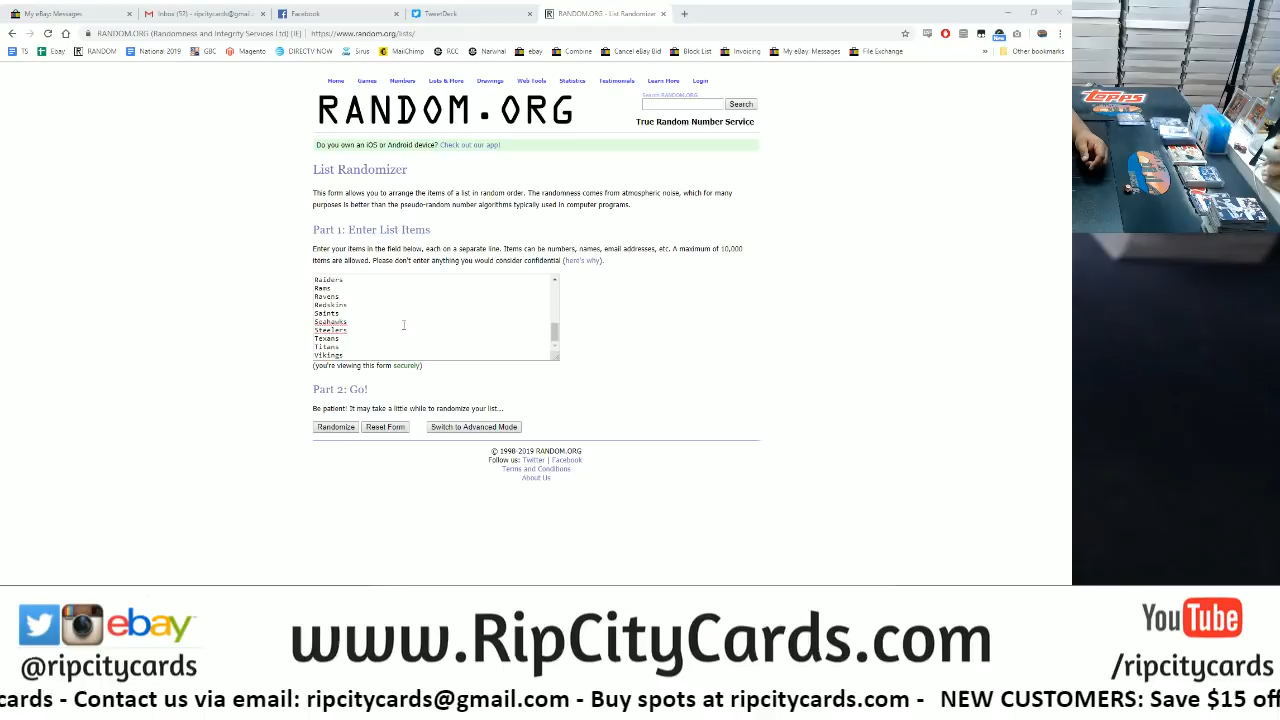 My eBay: Messages
Inbox (52) - ripcitycards@gmail.c
Facebook
TweetDeck
RANDOM.ORG - List Randomizer
RANDOM.ORG (Randomness and Integrity Services Ltd) [IE] | https://www.random.org/lists/
TS Ebay RANDOM National 2019 GBC Magento DIRECTV NOW Sirus MailChimp RCC Narwhal ebay Combine Cancel eBay Bid Block List Invoicing My eBay: Messages File Exchange » Other bookmarks
Home Games Numbers Lists & More Drawings Web Tools Statistics Testimonials Learn More Login
Search RANDOM.ORG
RANDOM.ORG
Search
True Random Number Service
Do you own an iOS or Android device? Check out our app!
List Randomizer
This form allows you to arrange the items of a list in random order. The randomness comes from atmospheric noise, which for many
purposes is better than the pseudo-random number algorithms typically used in computer programs.
Part 1: Enter List Items
Enter your items in the field below, each on a separate line. Items can be numbers, names, email addresses, etc. A maximum of 10,000
items are allowed. Please don't enter anything you would consider confidential (here's why).
Raiders
Rams
Ravens
Redskins
Saints
Seahawks
Steelers
Texans
Titans
Vikings
(you're viewing this form securely)
Part 2: Go!
Be patient! It may take a little while to randomize your list...
Randomize Reset Form Switch to Advanced Mode
© 1998-2019 RANDOM.ORG
Follow us: Twitter | Facebook
Terms and Conditions
About Us
Topps
ebay
@ripcitycards
www.RipCityCards.com
YouTube
/ripcitycards
cards - Contact us via email: ripcitycards@gmail.com - Buy spots at ripcitycards.com - NEW CUSTOMERS: Save $15 off